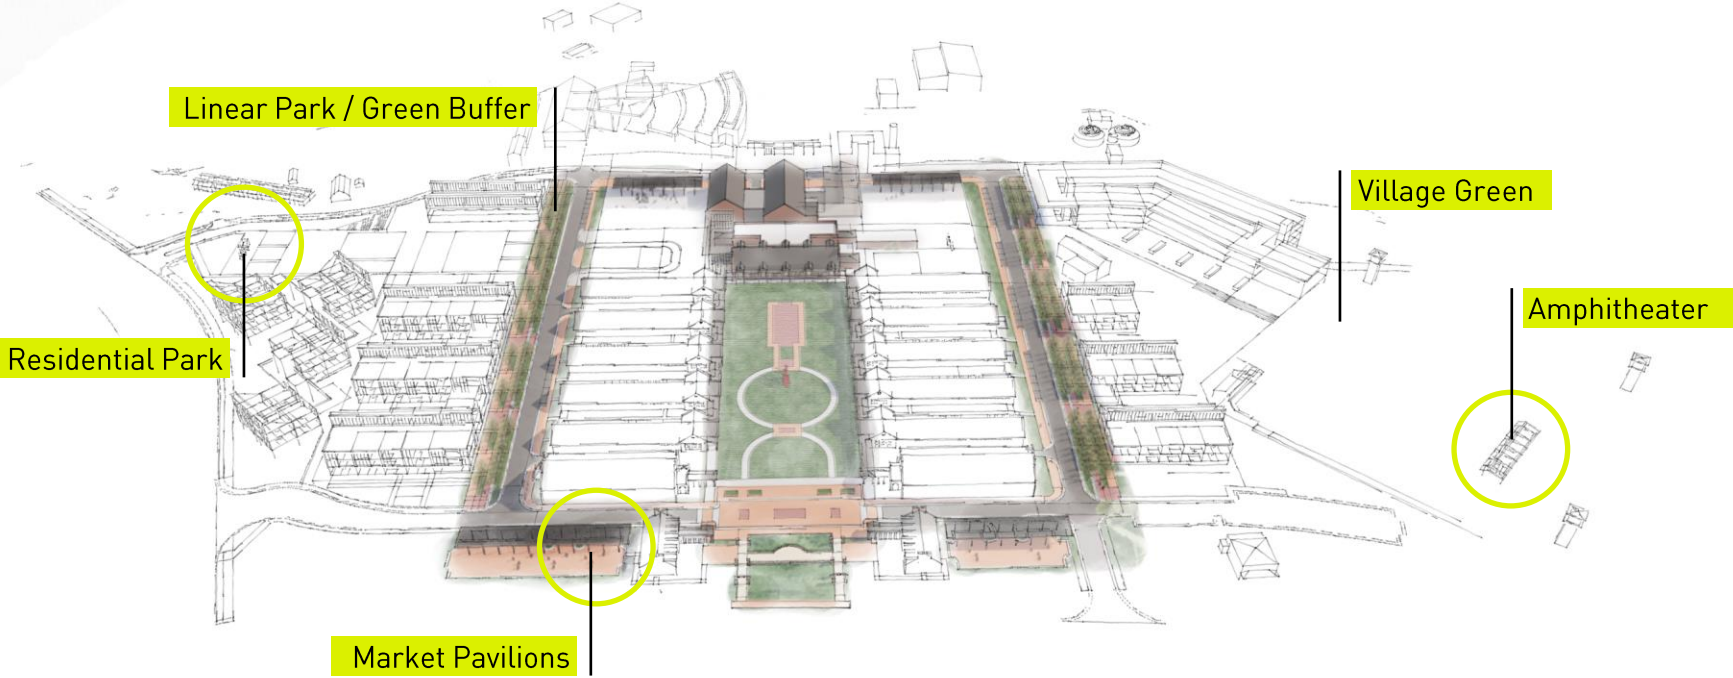 Linear Park / Green Buffer
Village Green
Amphitheater
Residential Park
Market Pavilions